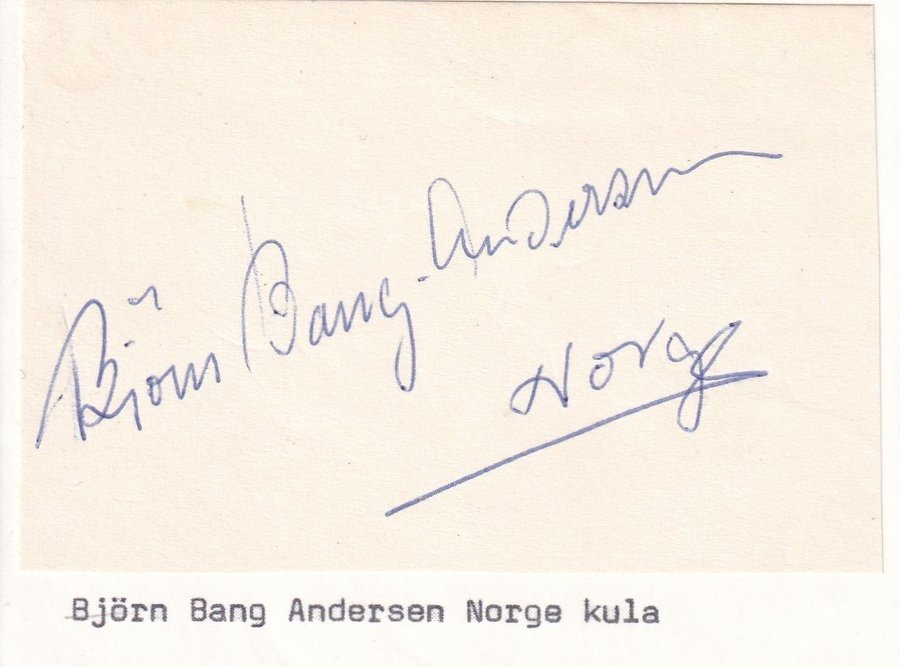 Björn Bang-Andersen
Norge
Björn Bang Andersen Norge kula